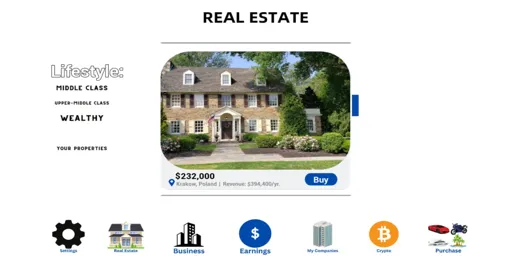 REAL ESTATE
Lifestyle:
MIDDLE CLASS
UPPER-MIDDLE CLASS
WEALTHY
YOUR PROPERTIES
$232,000
Krakow, Poland | Revenue: $394,405/yr.
Buy
Settings
Real Estate
Business
$
Earnings
My Companies
Crypto
Purchase